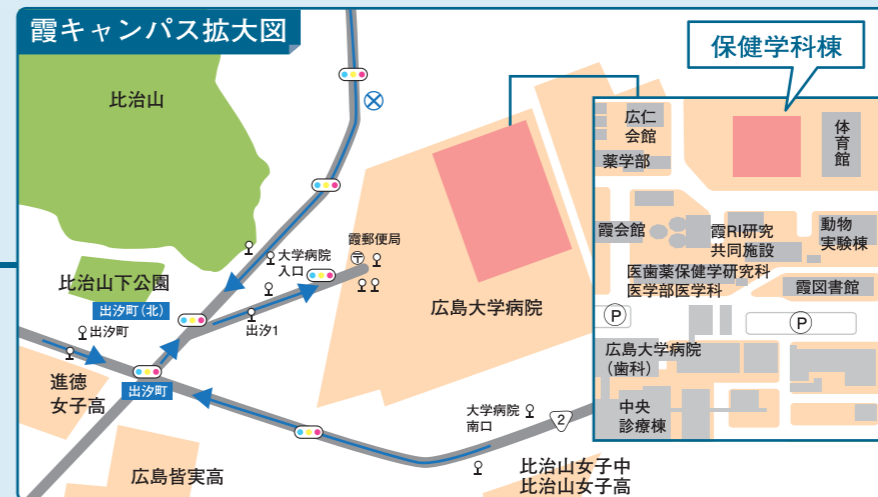 霞キャンパス拡大図
保健学科棟
比治山
広仁
会館
体育館
薬学部
霞会館
霞RI研究
共同施設
動物
実験棟
医歯薬保健学研究科
医学部医学科
霞図書館
P
P
広島大学病院
(歯科)
中央
診療棟
霞郵便局
〒
大学病院
入口
比治山下公園
出汐町(北)
出汐町
出汐1
広島大学病院
進徳
女子高
出汐町
大学病院
南口
2
広島皆実高
比治山女子中
比治山女子高